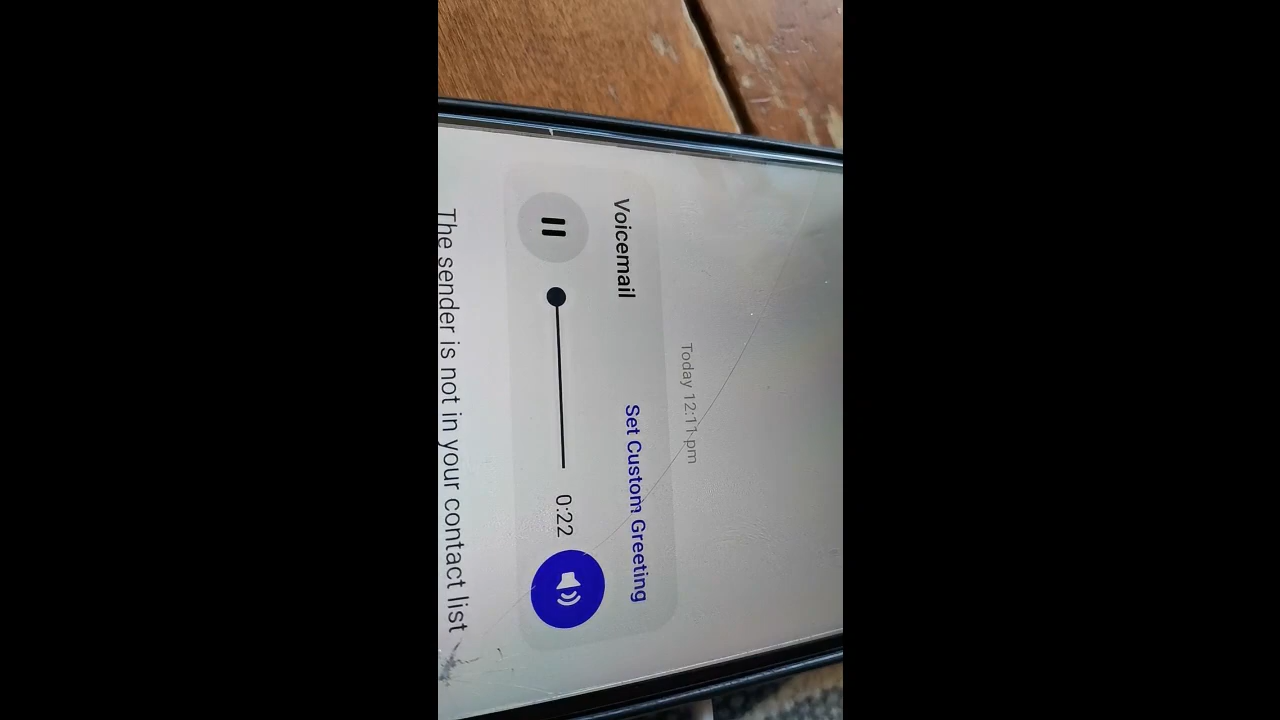 Today 12:11 pm
Voicemail
Set Custom Greeting
0:22
The sender is not in your contact list